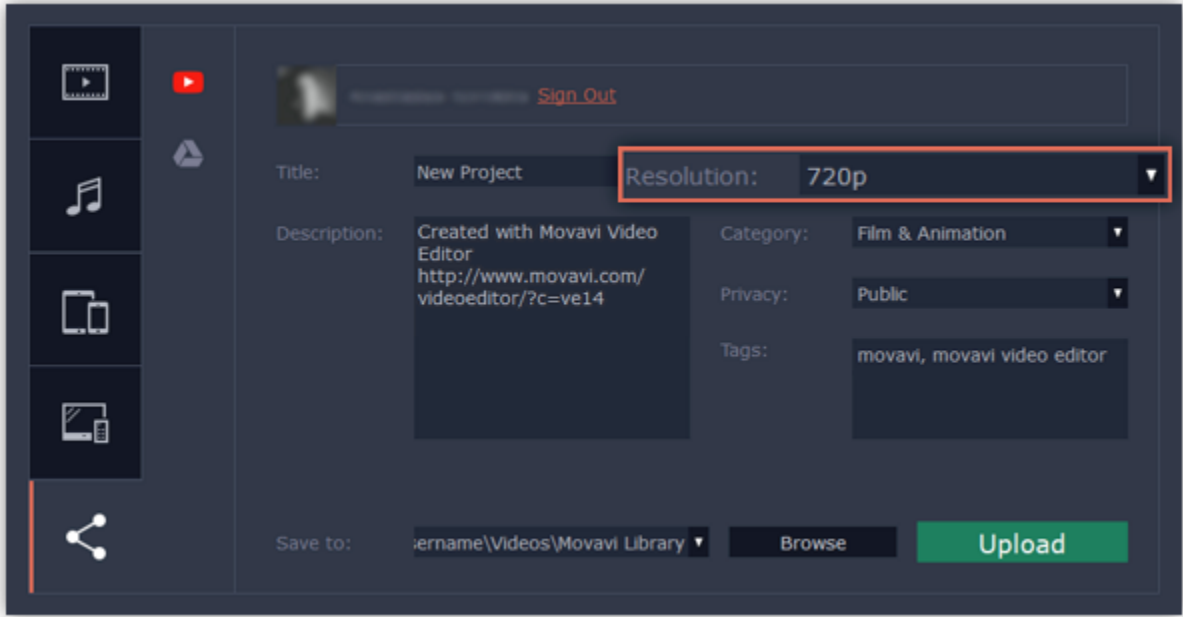 Sign Out
Title:
New Project
Resolution:
720p
Description:
Created with Movavi Video
Editor
http://www.movavi.com/
videoeditor/?c=ve14
Category:
Film & Animation
Privacy:
Public
Tags:
movavi, movavi video editor
Save to:
ername\Videos\Movavi Library
Browse
Upload